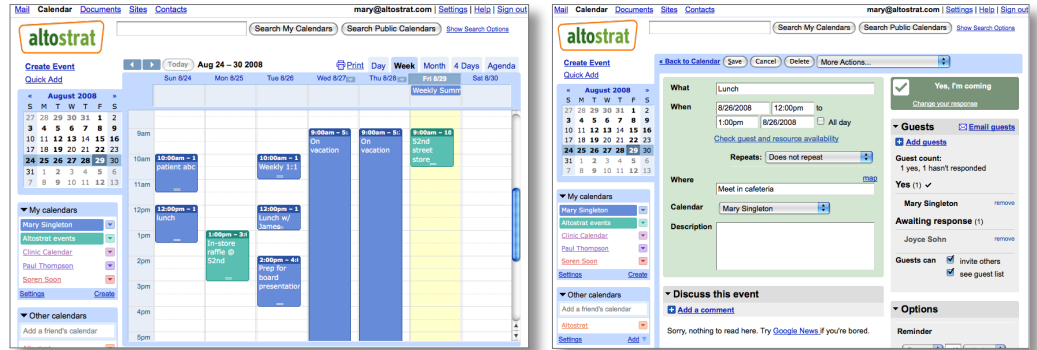 Mail Calendar Documents Sites Contacts
mary@altostrat.com | Settings | Help | Sign out
altostrat
Search My Calendars Search Public Calendars Show Search Options
Create Event
Quick Add
Today Aug 24 – 30 2008
Print Day Week Month 4 Days Agenda
Sun 8/24 Mon 8/25 Tue 8/26 Wed 8/27 Thu 8/28 Fri 8/29 Sat 8/30
Weekly Summ
« August 2008 »
S M T W T F S
27 28 29 30 31 1 2
3 4 5 6 7 8 9
10 11 12 13 14 15 16
17 18 19 20 21 22 23
24 25 26 27 28 29 30
31 1 2 3 4 5 6
7 8 9 10 11 12 13
My calendars
Mary Singleton
Altostrat events
Clinic Calendar
Paul Thompson
Soren Soon
Settings Create
Other calendars
Add a friend's calendar
9am
10am
11am
12pm
1pm
2pm
3pm
4pm
5pm
10:00am – 1
patient abc
12:00pm – 1
lunch
1:00pm – 3:
In-store
raffle @
52nd
10:00am – 1
Weekly 1:1
12:00pm – 1
Lunch w/
James
2:00pm – 4:
Prep for
board
presentation
9:00am – 5:
On
vacation
9:00am – 5:
On
vacation
9:00am – 10
52nd
street
store
Mail Calendar Documents Sites Contacts
mary@altostrat.com | Settings | Help | Sign out
altostrat
Search My Calendars Search Public Calendars Show Search Options
Create Event
Quick Add
« August 2008 »
S M T W T F S
27 28 29 30 31 1 2
3 4 5 6 7 8 9
10 11 12 13 14 15 16
17 18 19 20 21 22 23
24 25 26 27 28 29 30
31 1 2 3 4 5 6
7 8 9 10 11 12 13
My calendars
Mary Singleton
Altostrat events
Clinic Calendar
Paul Thompson
Soren Soon
Settings Create
Other calendars
Add a friend's calendar
Altostrat
Settings Add
« Back to Calendar Save Cancel Delete More Actions...
What Lunch
When 8/26/2008 12:00pm to
1:00pm 8/26/2008 All day
Check guest and resource availability
Repeats: Does not repeat
Where map
Meet in cafeteria
Calendar Mary Singleton
Description
Discuss this event
Add a comment
Sorry, nothing to read here. Try Google News if you're bored.
Yes, I'm coming
Change your response
Guests Email guests
Add guests
Guest count:
1 yes, 1 hasn't responded
Yes (1)
Mary Singleton remove
Awaiting response (1)
Joyce Sohn remove
Guests can invite others
see guest list
Options
Reminder